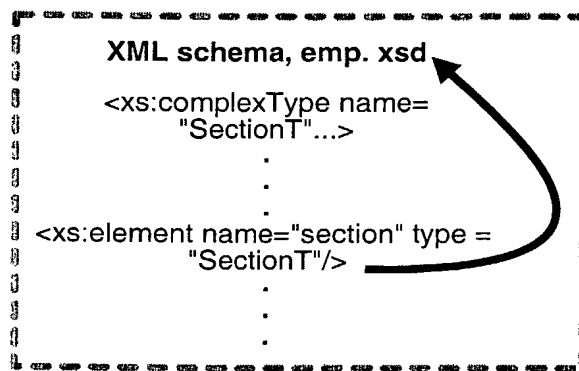 XML schema, emp. xsd
<xs:complexType name=
"SectionT"...>
.
.
.
<xs:element name="section" type =
"SectionT"/>
.
.
.